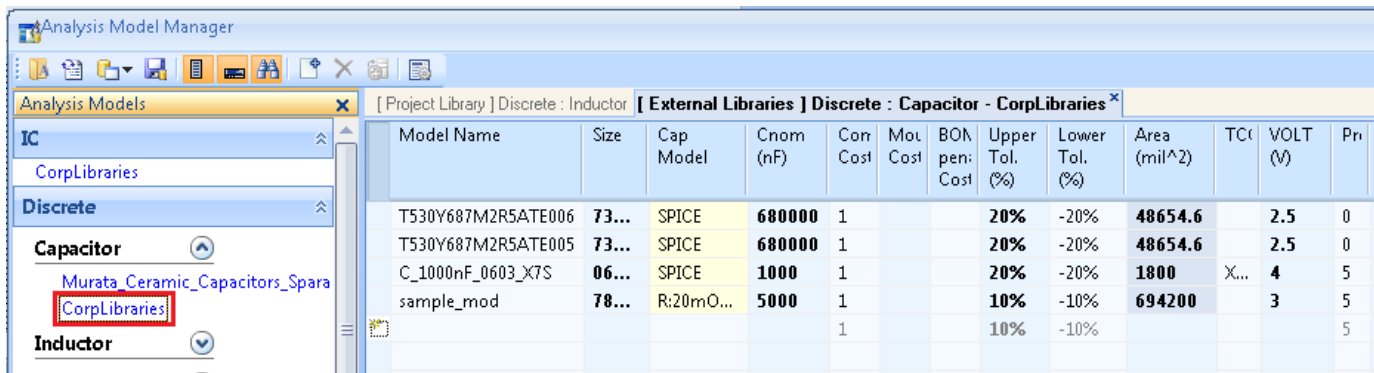 Analysis Model Manager
Analysis Models
[ Project Library ] Discrete : Inductor [ External Libraries ] Discrete : Capacitor - CorpLibraries
IC
CorpLibraries
Discrete
Capacitor
Murata_Ceramic_Capacitors_Spara
CorpLibraries
Inductor
Model Name Size Cap Model Cnom (nF) Cost Cost Cost Upper Tol. (%) Lower Tol. (%) Area (mil^2) VOLT (V)
T530Y687M2R5ATE006 73... SPICE 680000 1 20% -20% 48654.6 2.5 0
T530Y687M2R5ATE005 73... SPICE 680000 1 20% -20% 48654.6 2.5 0
C_1000nF_0603_X7S 06... SPICE 1000 1 20% -20% 1800 X... 4 5
sample_mod 78... R:20mO... 5000 1 10% -10% 694200 3 5
1 10% -10% 5